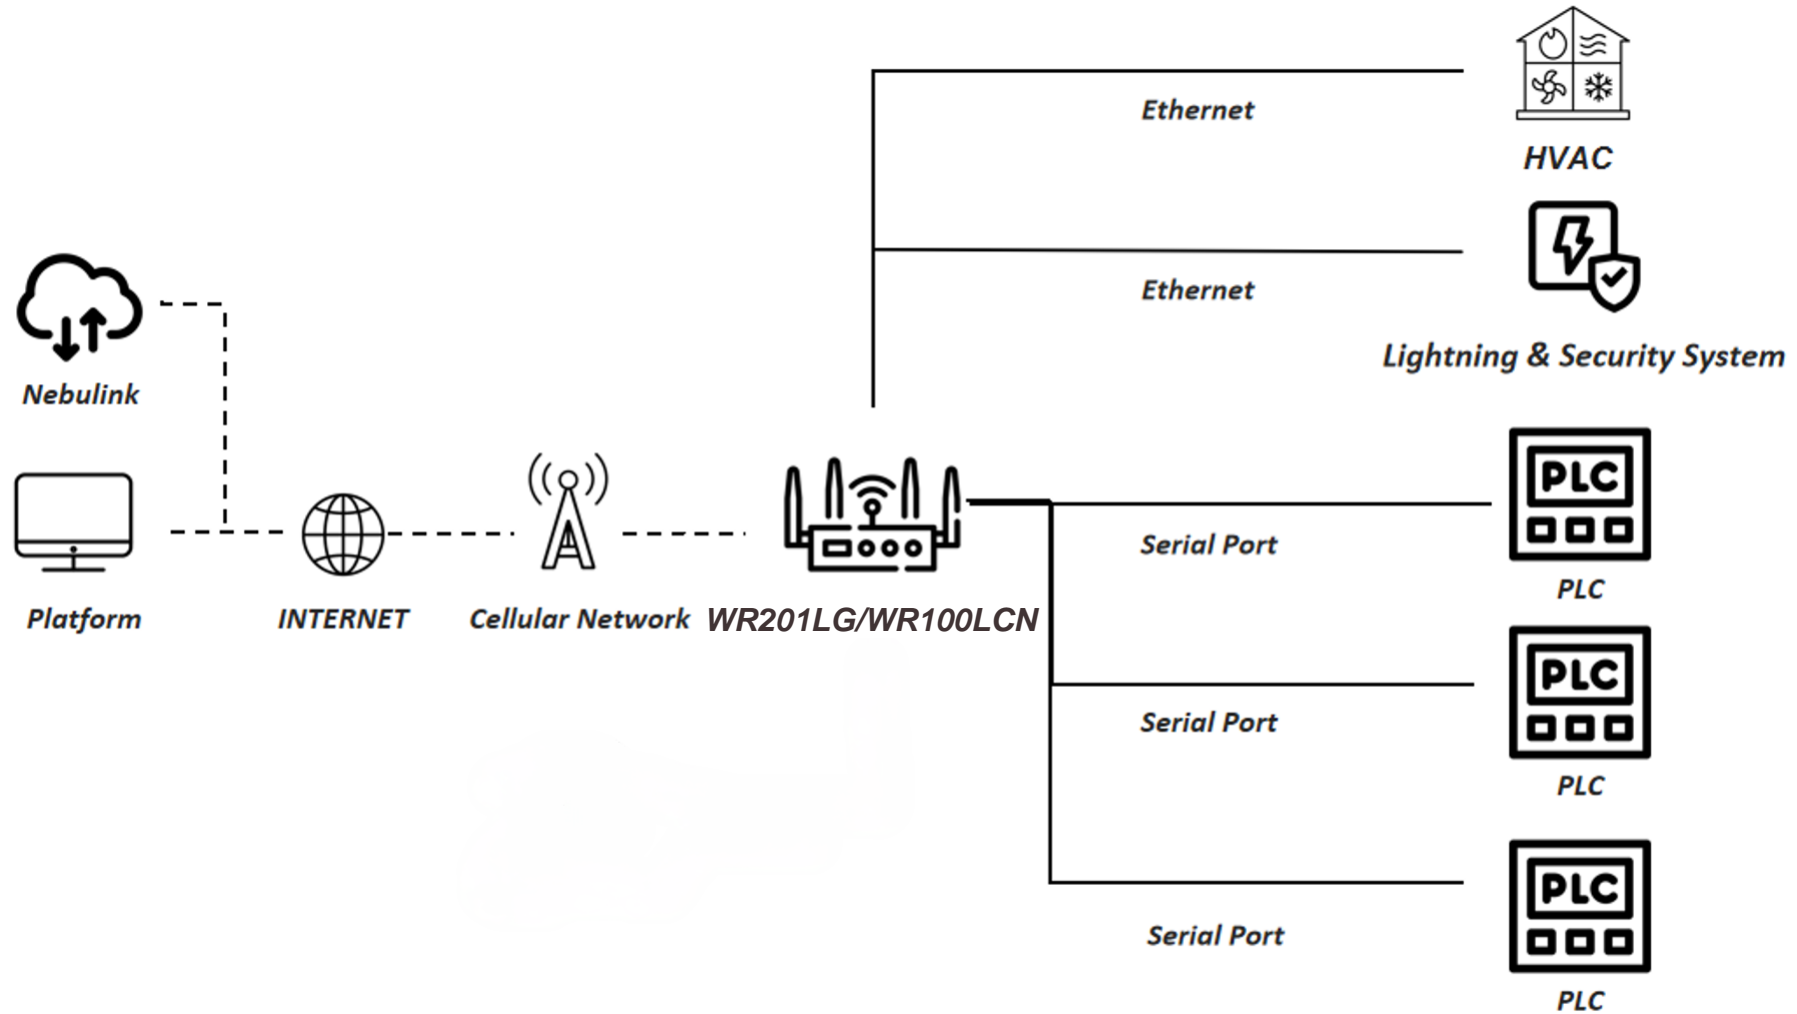 Ethernet
HVAC
Ethernet
Lightning & Security System
Nebulink
PLC
Serial Port
PLC
Platform
INTERNET
Cellular Network
WR201LG/WR100LCN
PLC
Serial Port
PLC
PLC
Serial Port
PLC